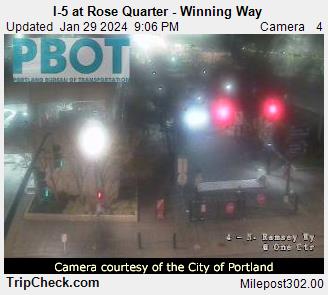 I-5 at Rose Quarter - Winning Way
Updated Jan 29 2024 9:06 PM Camera 4
PBOT
PORTLAND BUREAU OF TRANSPORTATION
4 - N. Ramsey Wy
@ One Ctr
Camera courtesy of the City of Portland
TripCheck.com Milepost302.00